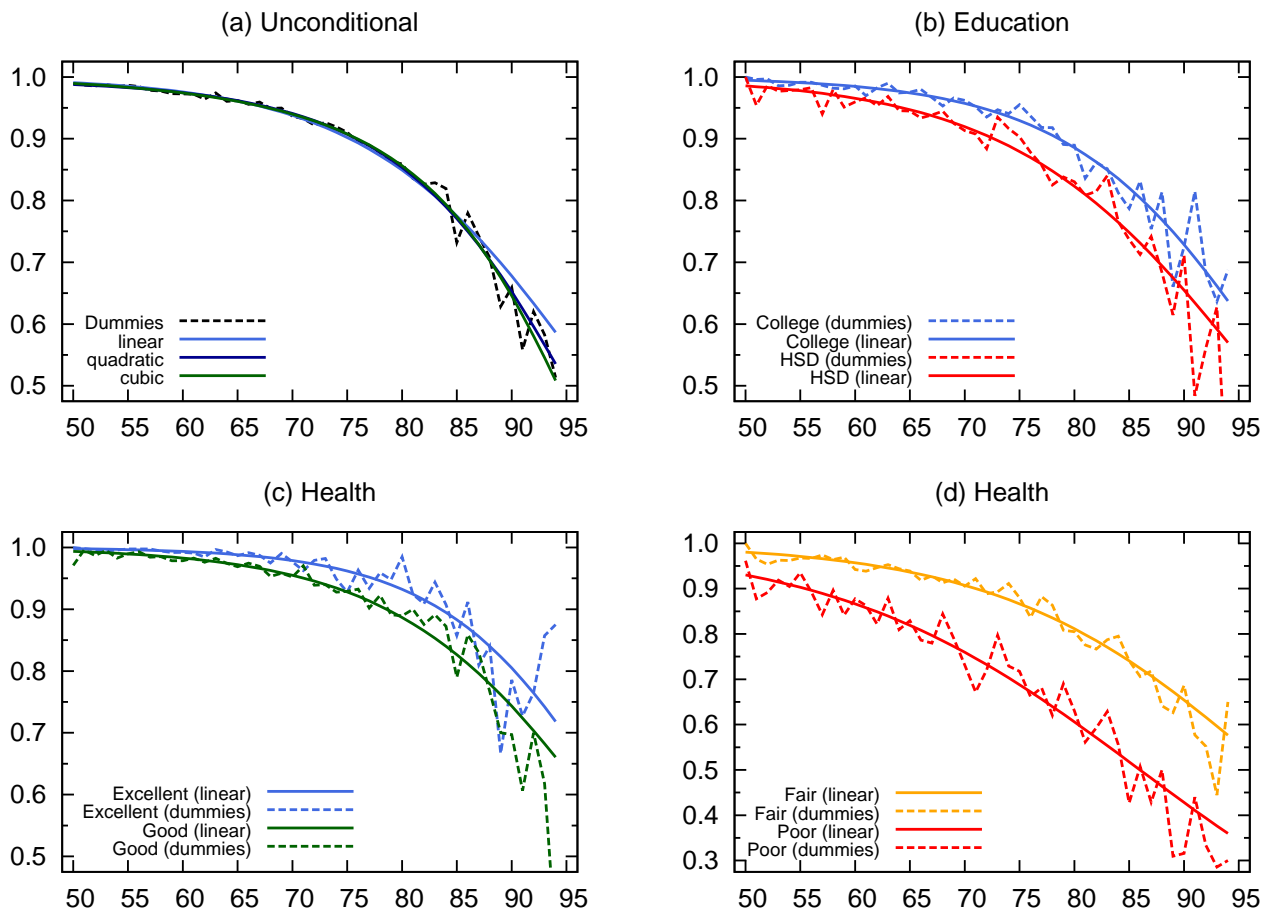 (a) Unconditional
1.0
0.9
0.8
0.7
0.6
0.5
Dummies
linear
quadratic
cubic
50 55 60 65 70 75 80 85 90 95
(b) Education
1.0
0.9
0.8
0.7
0.6
0.5
College (dummies)
College (linear)
HSD (dummies)
HSD (linear)
50 55 60 65 70 75 80 85 90 95
(c) Health
1.0
0.9
0.8
0.7
0.6
0.5
Excellent (linear)
Excellent (dummies)
Good (linear)
Good (dummies)
50 55 60 65 70 75 80 85 90 95
(d) Health
1.0
0.9
0.8
0.7
0.6
0.5
0.4
0.3
Fair (linear)
Fair (dummies)
Poor (linear)
Poor (dummies)
50 55 60 65 70 75 80 85 90 95